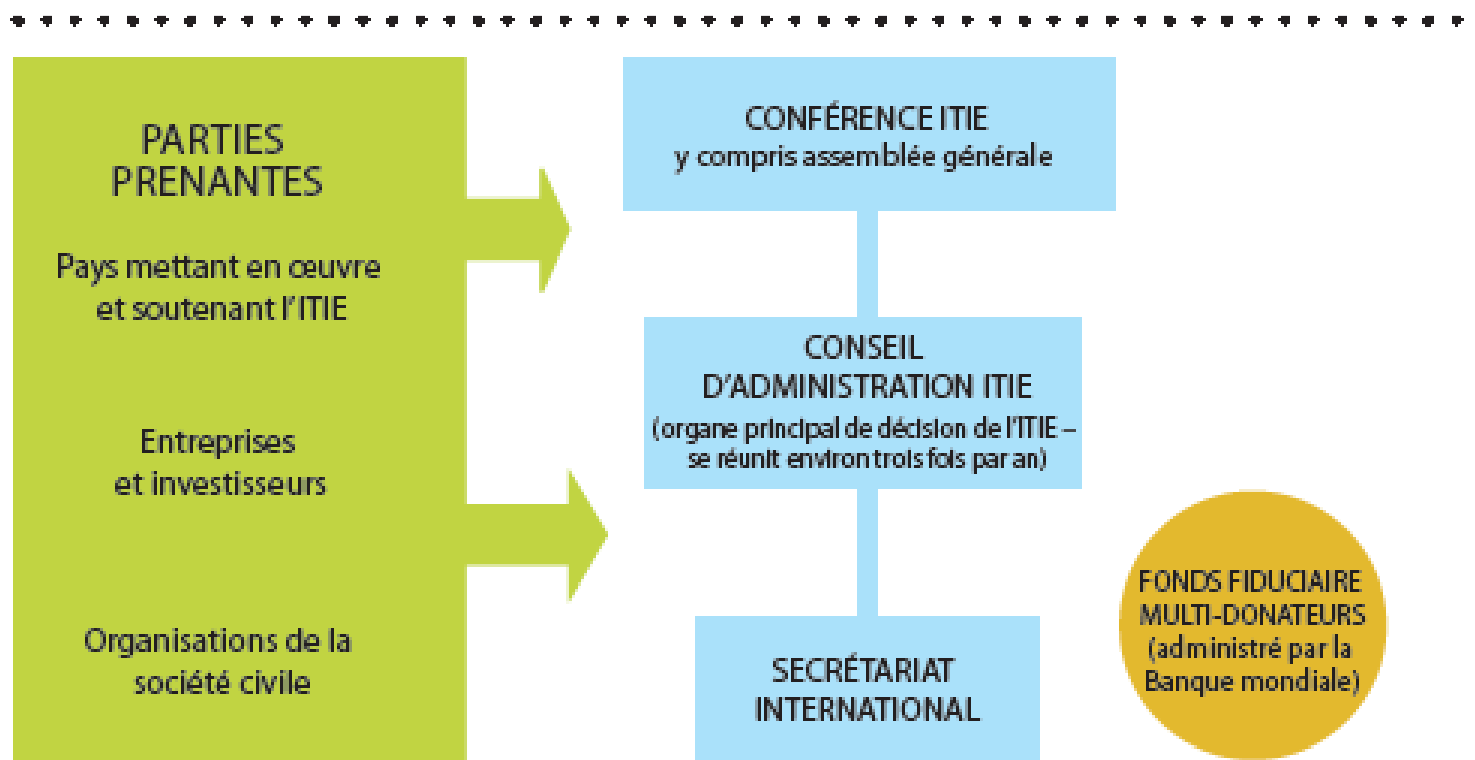 PARTIES
PRENANTES
Pays mettant en œuvre
et soutenant l'ITIE
Entreprises
et investisseurs
Organisations de la
société civile
CONFÉRENCE ITIE
y compris assemblée générale
CONSEIL
D'ADMINISTRATION ITIE
(organe principal de décision de l'ITIE –
se réunit environ trois fois par an)
SECRÉTARIAT
INTERNATIONAL
FONDS FIDUCIAIRE
MULTI-DONATEURS
(administré par la
Banque mondiale)